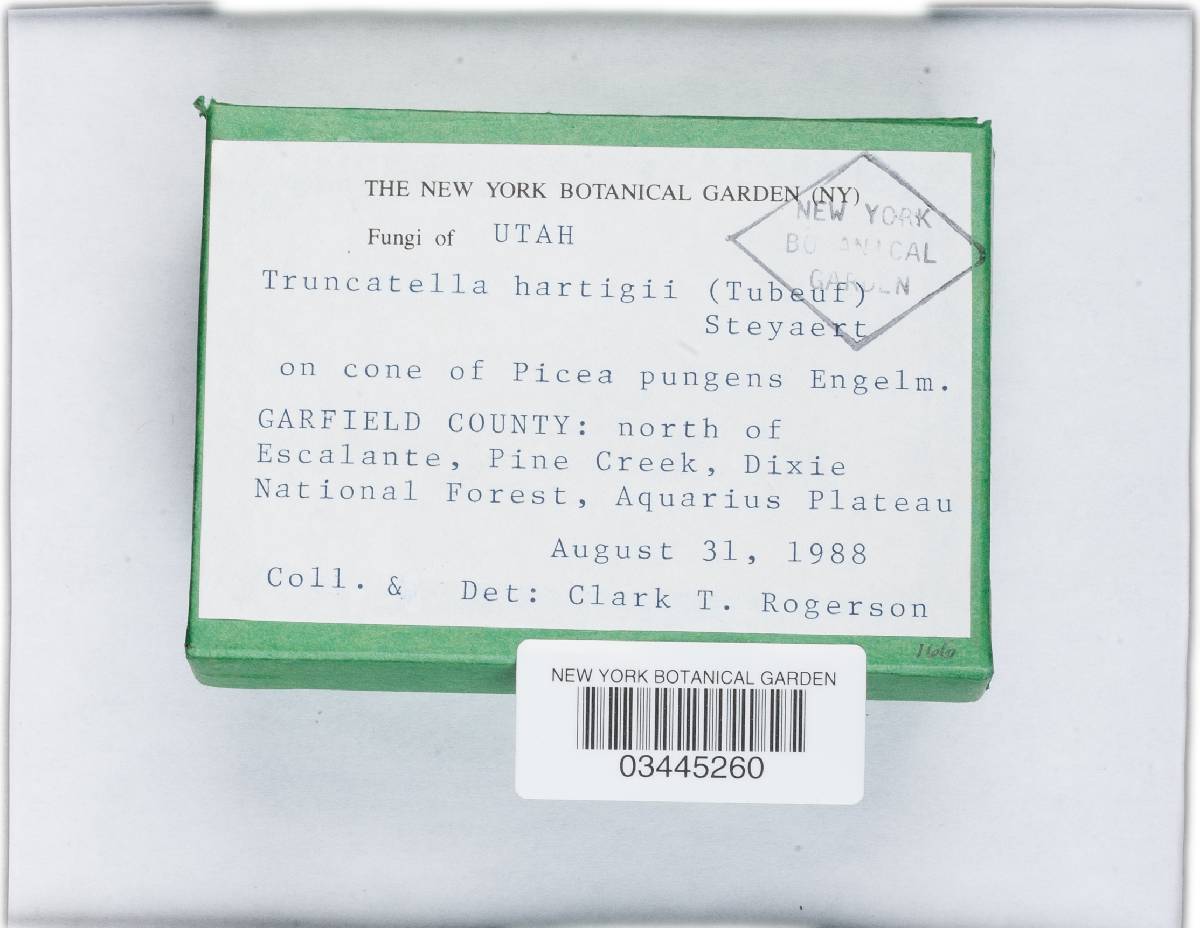 THE NEW YORK BOTANICAL GARDEN (NY)
Fungi of UTAH
NEW YORK
BOTANICAL
GARDEN
Truncatella hartigii (Tubeuf)
Steyaert
on cone of Picea pungens Engelm.
GARFIELD COUNTY: north of
Escalante, Pine Creek, Dixie
National Forest, Aquarius Plateau
August 31, 1988
Coll. & Det: Clark T. Rogerson
NEW YORK BOTANICAL GARDEN
03445260